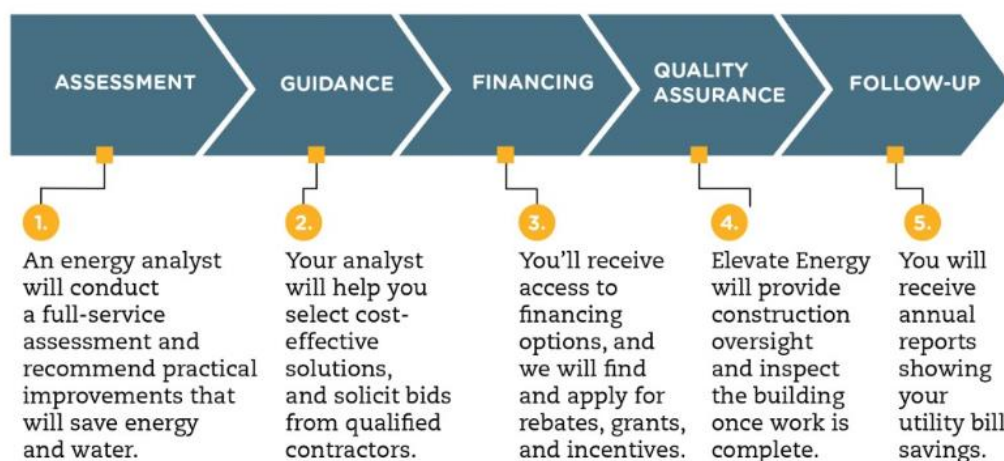 ASSESSMENT
GUIDANCE
FINANCING
QUALITY
ASSURANCE
FOLLOW-UP
1.
An energy analyst
will conduct
a full-service
assessment and
recommend practical
improvements that
will save energy
and water.
2.
Your analyst
will help you
select cost-
effective
solutions,
and solicit bids
from qualified
contractors.
3.
You'll receive
access to
financing
options, and
we will find
and apply for
rebates, grants,
and incentives.
4.
Elevate Energy
will provide
construction
oversight
and inspect
the building
once work is
complete.
5.
You will
receive
annual
reports
showing
your
utility bill
savings.